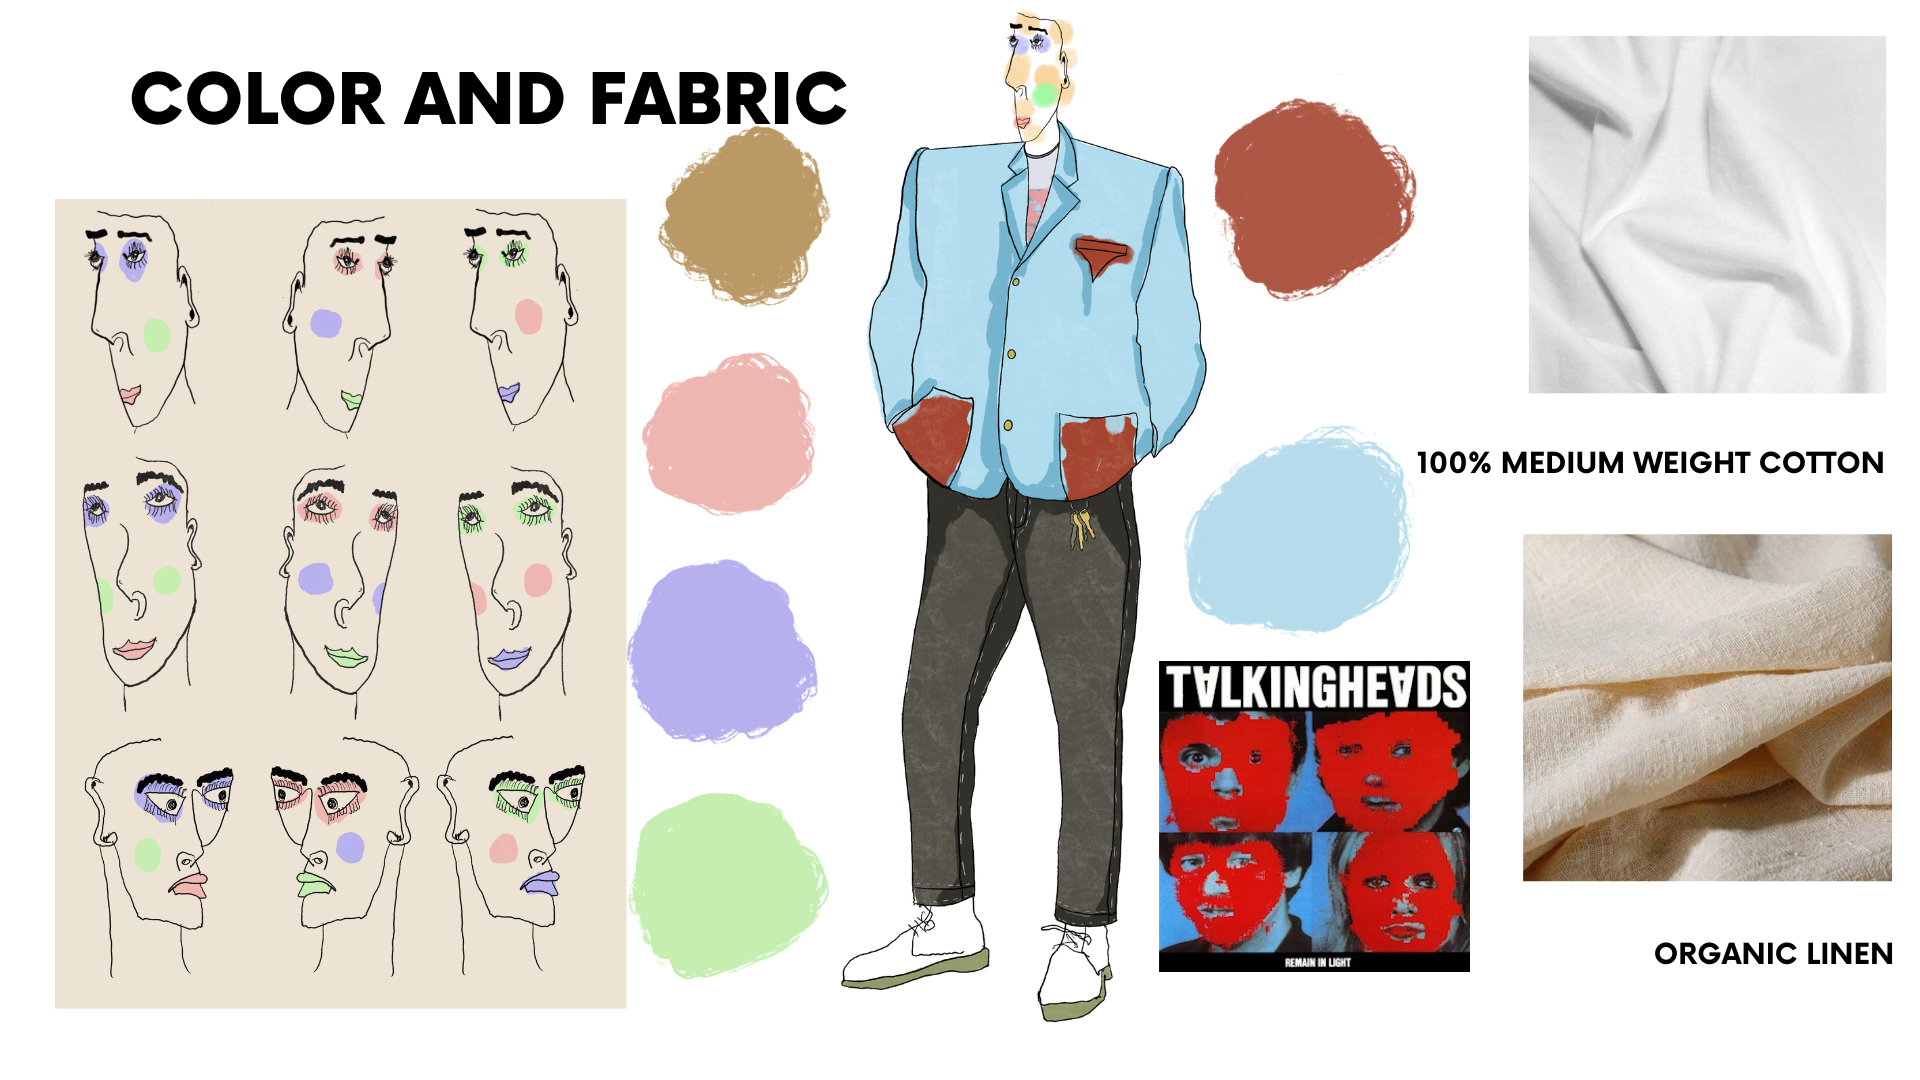 COLOR AND FABRIC
100% MEDIUM WEIGHT COTTON
TALKINGHEADS
REMAIN IN LIGHT
ORGANIC LINEN